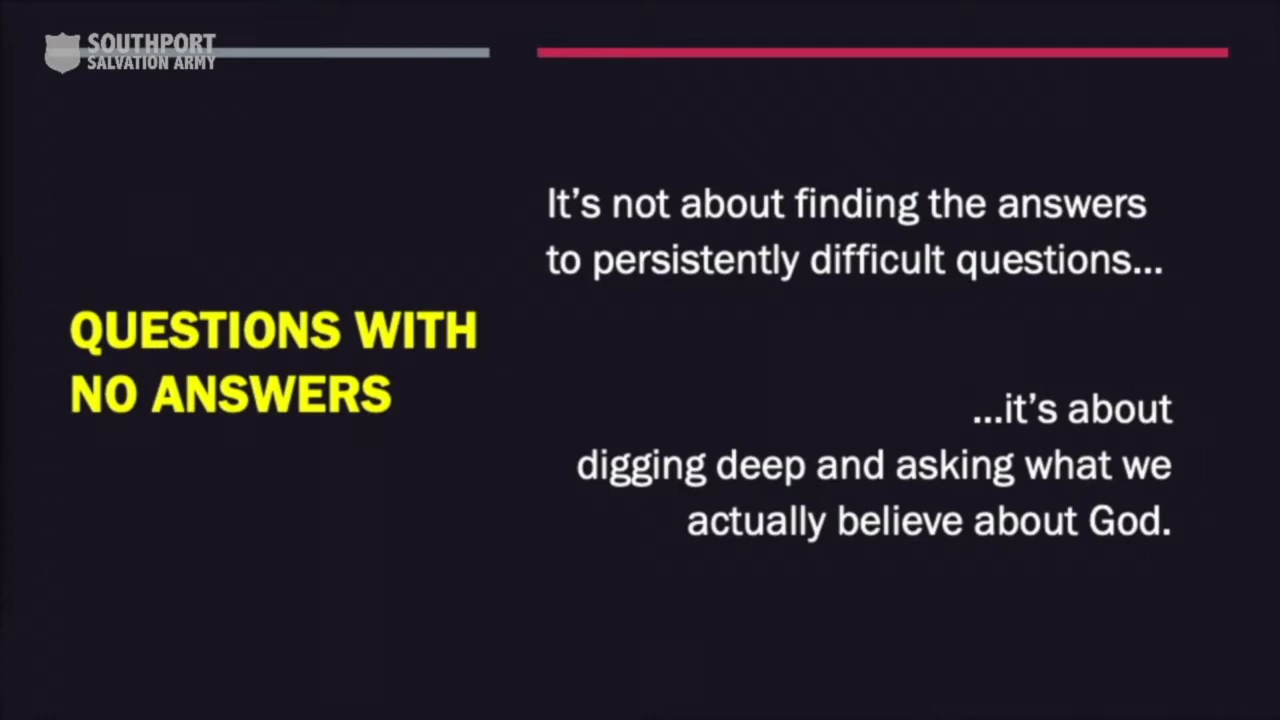 SOUTHPORT
SALVATION ARMY
QUESTIONS WITH
NO ANSWERS
It’s not about finding the answers
to persistently difficult questions...
...it’s about
digging deep and asking what we
actually believe about God.